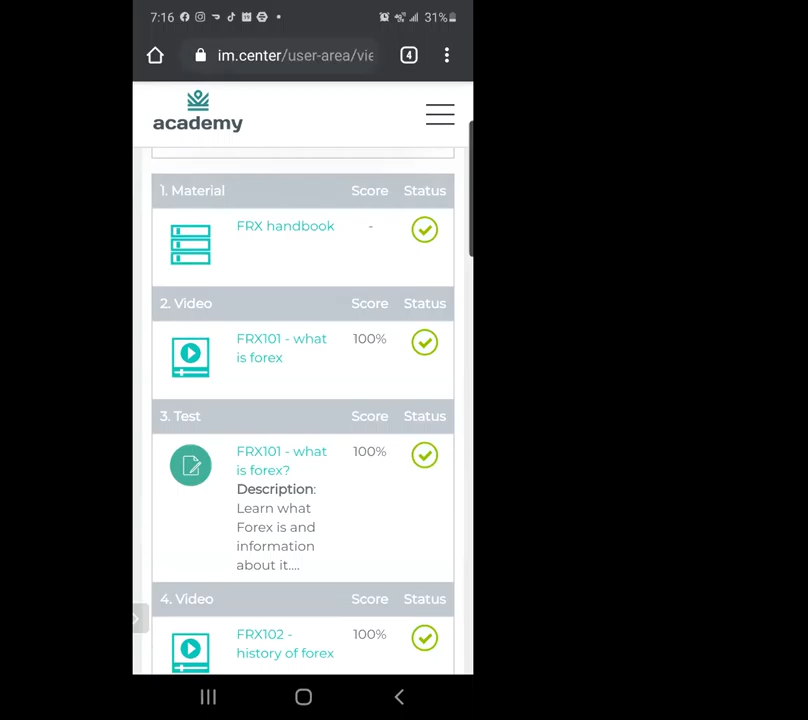 7:16
31%
im.center/user-area/vie
4
academy
1. Material Score Status
FRX handbook -
2. Video Score Status
FRX101 - what 100%
is forex
3. Test Score Status
FRX101 - what 100%
is forex?
Description:
Learn what
Forex is and
information
about it....
4. Video Score Status
FRX102 - 100%
history of forex